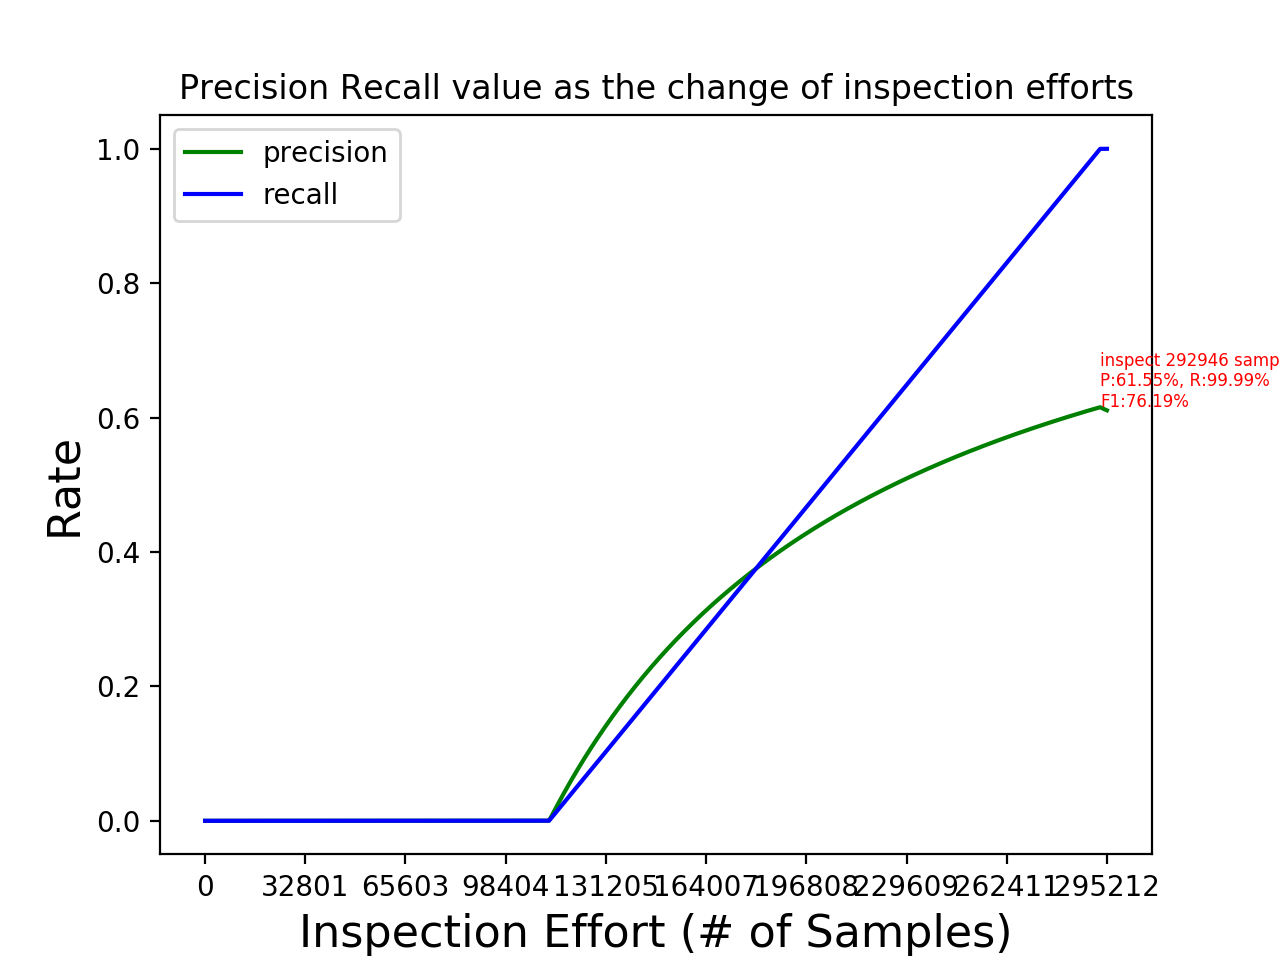 Precision Recall value as the change of inspection efforts
precision
recall
1.0
0.8
0.6
0.4
0.2
0.0
Rate
inspect 292946 samp
P:61.55%, R:99.99%
F1:76.19%
0 32801 65603 98404 131205 164007 196808 229609 262411 295212
Inspection Effort (# of Samples)